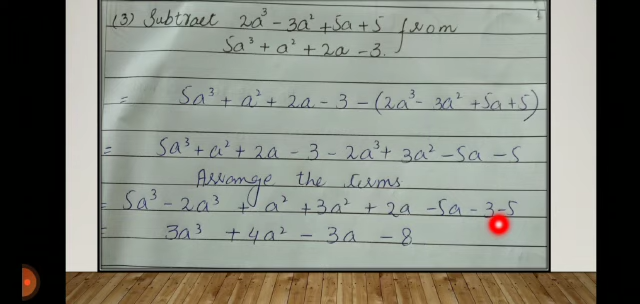 (3) Subtract 2a³ - 3a² + 5a + 5 from
5a³ + a² + 2a - 3.
= 5a³ + a² + 2a - 3 - (2a³ - 3a² + 5a + 5)
= 5a³ + a² + 2a - 3 - 2a³ + 3a² - 5a - 5
Arrange the terms
= 5a³ - 2a³ + a² + 3a² + 2a - 5a - 3 - 5
= 3a³ + 4a² - 3a - 8